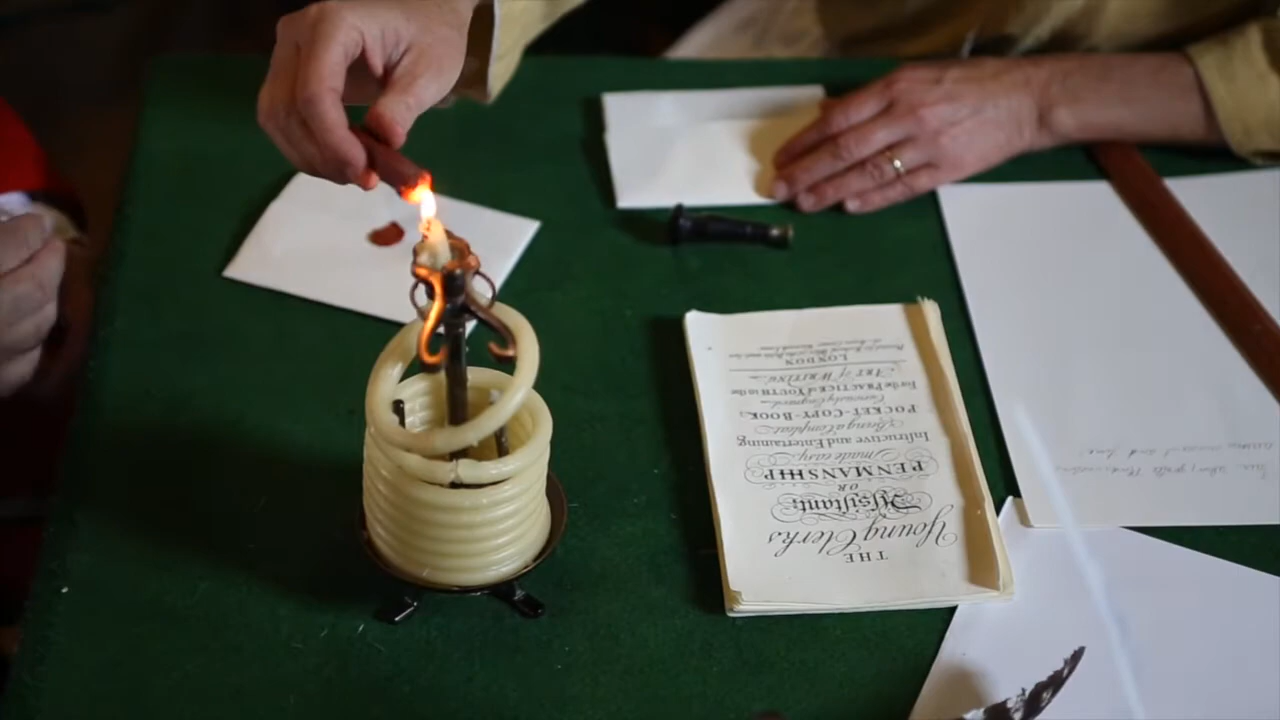 THE
Young Clerks
Assistant;
OR
PENMANSHIP
made easy,
Instructive and Entertaining
Being a Compleat
POCKET-COPY-BOOK
Curiously Engraved
For the PRACTICE of YOUTH in the
ART of WRITING
LONDON